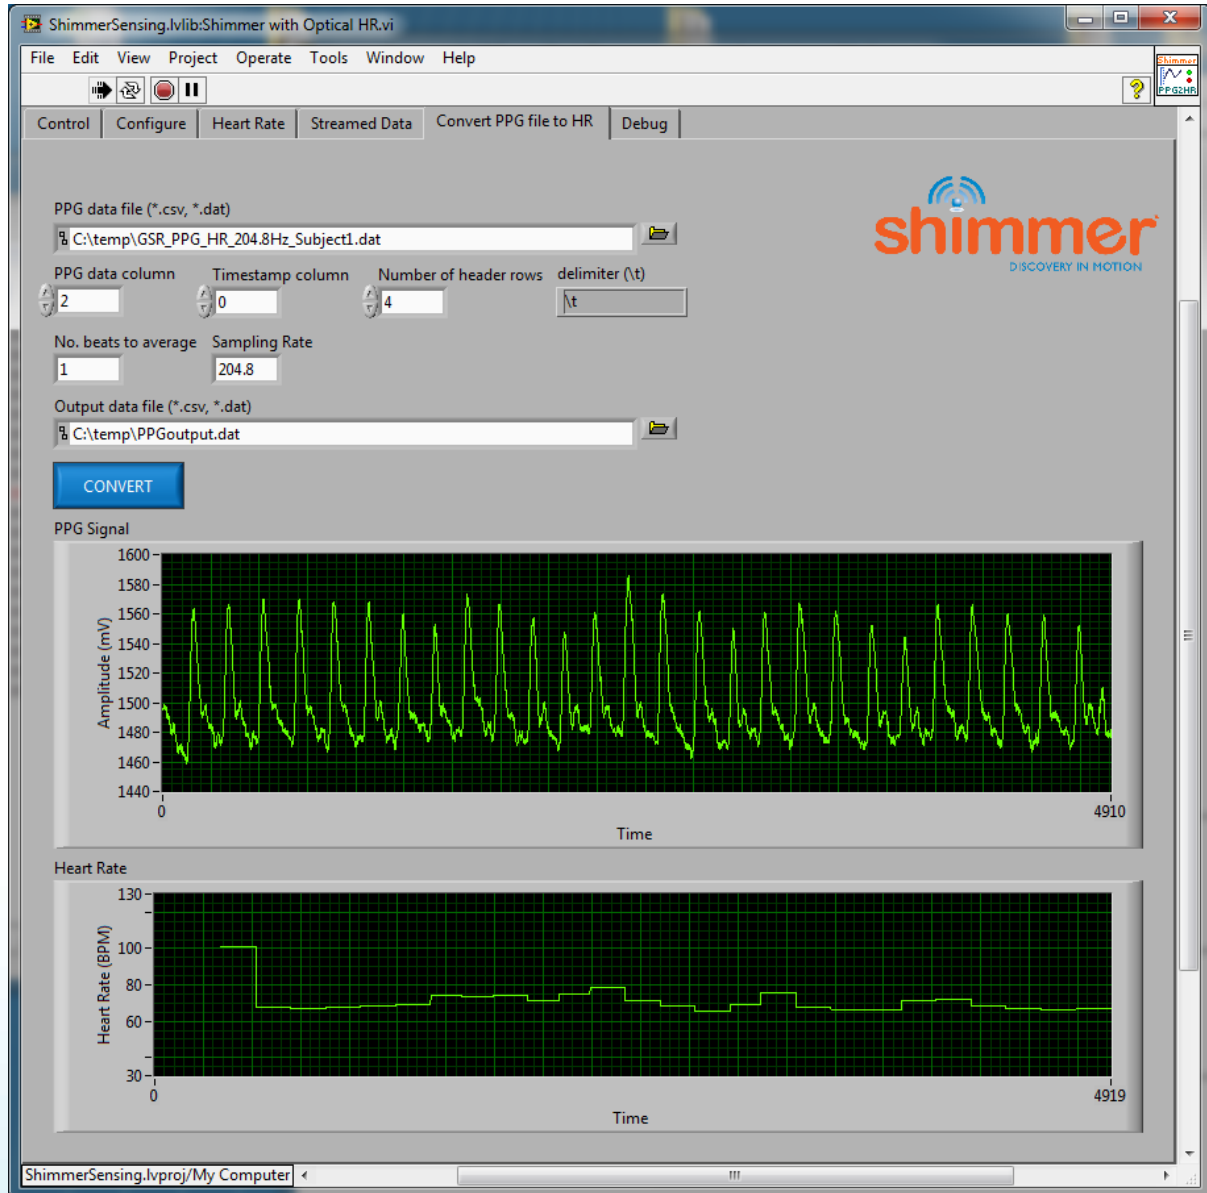 ShimmerSensing.lvlib:Shimmer with Optical HR.vi
File Edit View Project Operate Tools Window Help
Shimmer
PPG2HR
Control Configure Heart Rate Streamed Data Convert PPG file to HR Debug
shimmer
DISCOVERY IN MOTION
PPG data file (*.csv, *.dat)
C:\temp\GSR_PPG_HR_204.8Hz_Subject1.dat
PPG data column Timestamp column Number of header rows delimiter (\t)
2 0 4 \t
No. beats to average Sampling Rate
1 204.8
Output data file (*.csv, *.dat)
C:\temp\PPGoutput.dat
CONVERT
PPG Signal
Amplitude (mV)
1600
1580
1560
1540
1520
1500
1480
1460
1440
0 4910
Time
Heart Rate
Heart Rate (BPM)
130
100
80
60
30
0 4919
Time
ShimmerSensing.lvproj/My Computer